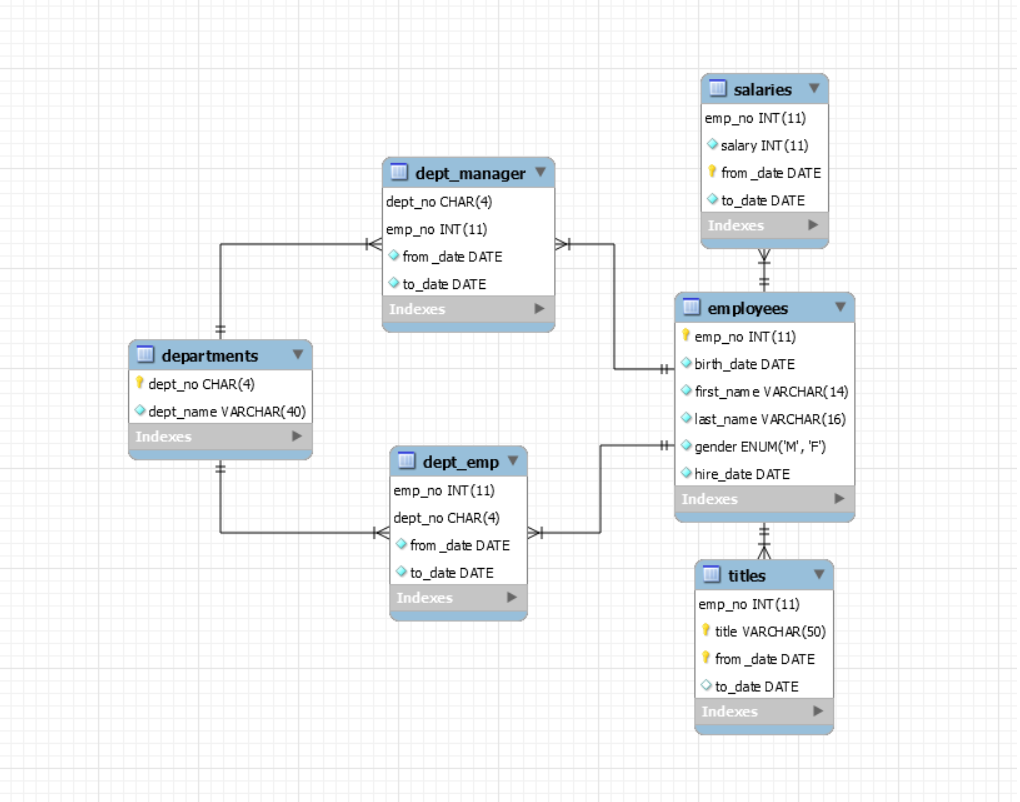 salaries
emp_no INT(11)
salary INT(11)
from_date DATE
to_date DATE
Indexes
dept_manager
dept_no CHAR(4)
emp_no INT(11)
from_date DATE
to_date DATE
Indexes
employees
emp_no INT(11)
birth_date DATE
first_name VARCHAR(14)
last_name VARCHAR(16)
gender ENUM('M', 'F')
hire_date DATE
Indexes
departments
dept_no CHAR(4)
dept_name VARCHAR(40)
Indexes
dept_emp
emp_no INT(11)
dept_no CHAR(4)
from_date DATE
to_date DATE
Indexes
titles
emp_no INT(11)
title VARCHAR(50)
from_date DATE
to_date DATE
Indexes